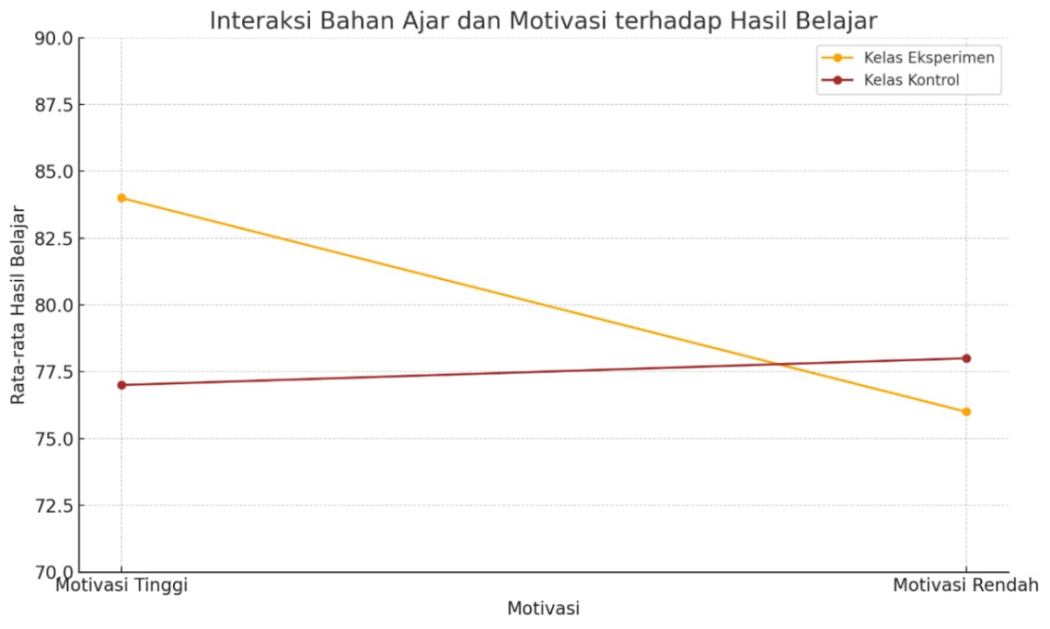 Interaksi Bahan Ajar dan Motivasi terhadap Hasil Belajar
Kelas Eksperimen
Kelas Kontrol
Rata-rata Hasil Belajar
90.0
87.5
85.0
82.5
80.0
77.5
75.0
72.5
70.0
Motivasi Tinggi
Motivasi Rendah
Motivasi